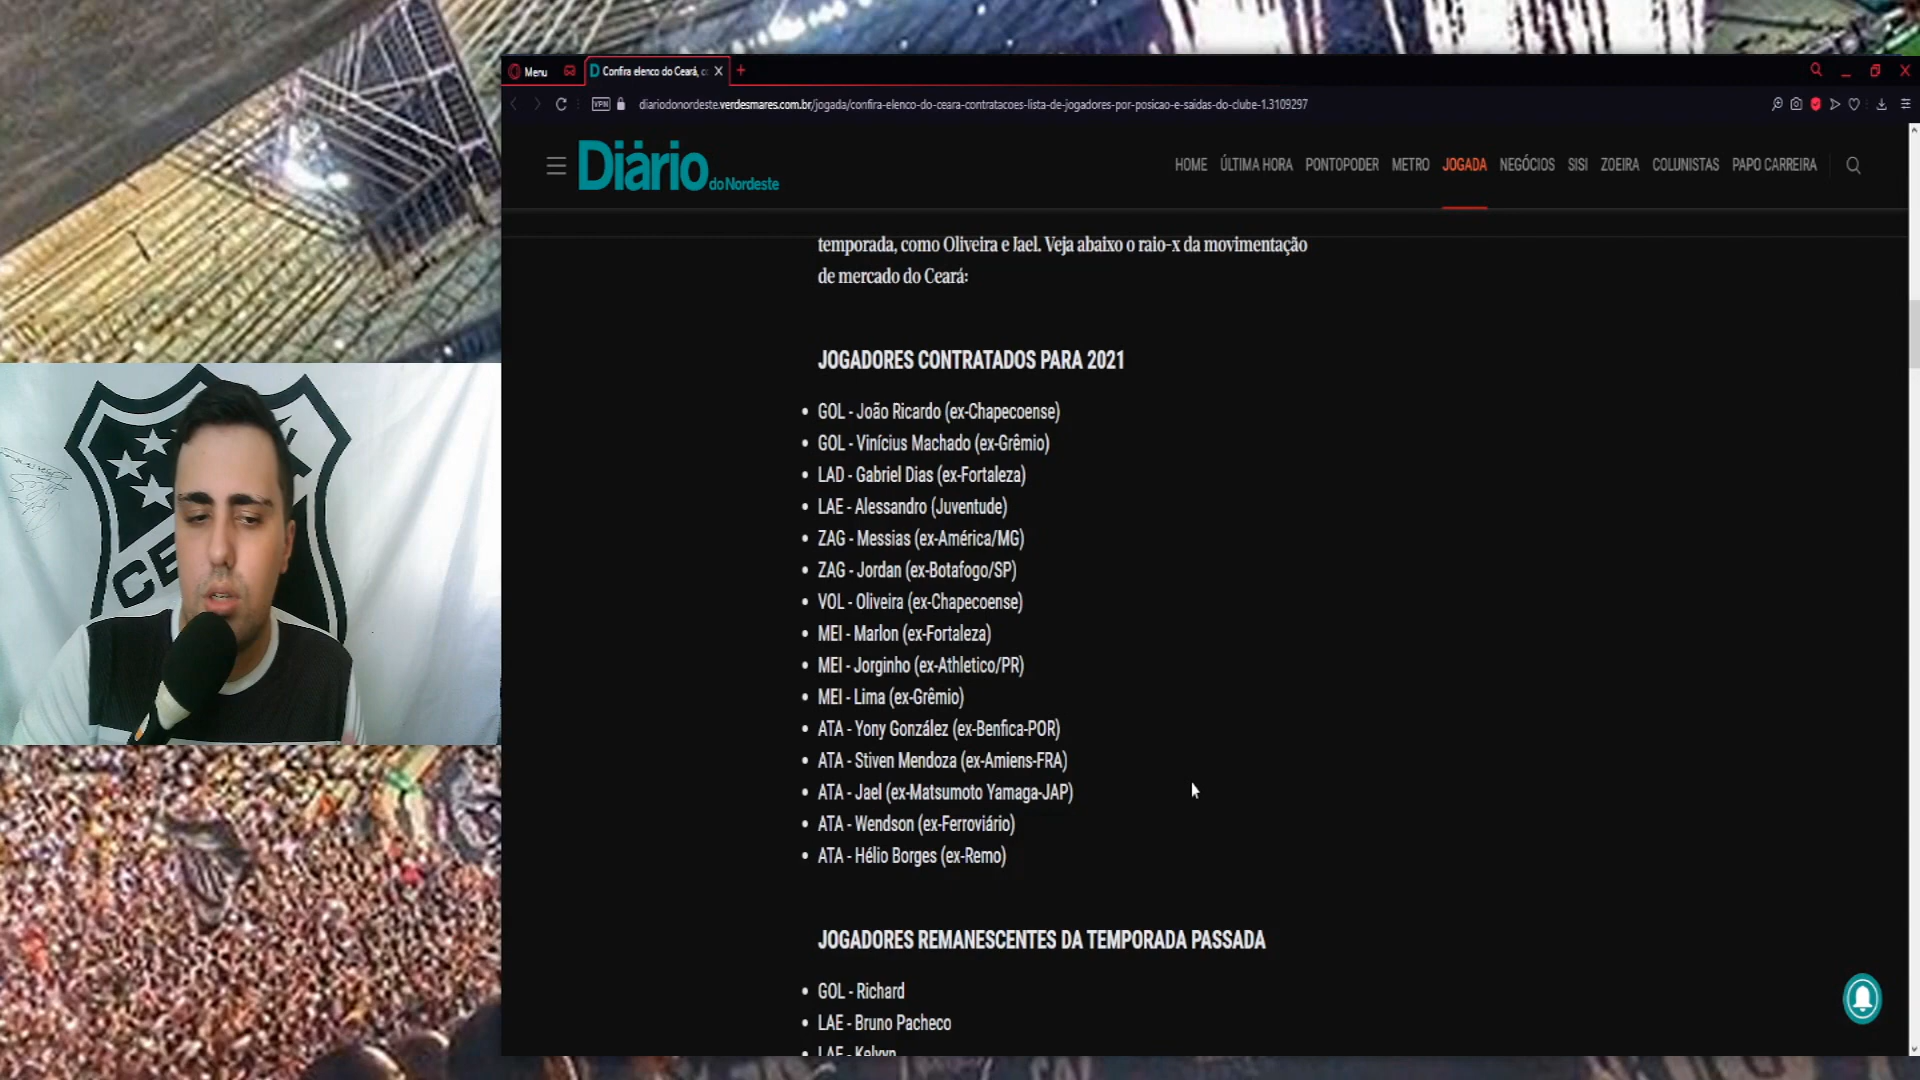 Menu
Confira elenco do Ceará, c
diariodonordeste.verdesmares.com.br/jogada/confira-elenco-do-ceara-contratacoes-lista-de-jogadores-por-posicao-e-saidas-do-clube-1.3109297
VPN
Diário do Nordeste
HOME ÚLTIMA HORA PONTOPODER METRO JOGADA NEGÓCIOS SISI ZOEIRA COLUNISTAS PAPO CARREIRA
temporada, como Oliveira e Jael. Veja abaixo o raio-x da movimentação
de mercado do Ceará:
JOGADORES CONTRATADOS PARA 2021
• GOL - João Ricardo (ex-Chapecoense)
• GOL - Vinícius Machado (ex-Grêmio)
• LAD - Gabriel Dias (ex-Fortaleza)
• LAE - Alessandro (Juventude)
• ZAG - Messias (ex-América/MG)
• ZAG - Jordan (ex-Botafogo/SP)
• VOL - Oliveira (ex-Chapecoense)
• MEI - Marlon (ex-Fortaleza)
• MEI - Jorginho (ex-Athletico/PR)
• MEI - Lima (ex-Grêmio)
• ATA - Yony González (ex-Benfica-POR)
• ATA - Stiven Mendoza (ex-Amiens-FRA)
• ATA - Jael (ex-Matsumoto Yamaga-JAP)
• ATA - Wendson (ex-Ferroviário)
• ATA - Hélio Borges (ex-Remo)
JOGADORES REMANESCENTES DA TEMPORADA PASSADA
• GOL - Richard
• LAE - Bruno Pacheco
• LAE - Kelvyn
CE